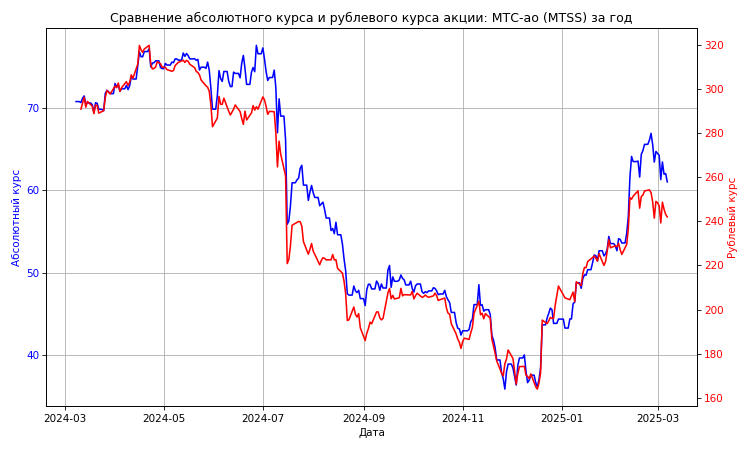 Сравнение абсолютного курса и рублевого курса акции: МТС-ао (MTSS) за год
Абсолютный курс
70
60
50
40
320
300
280
260
240
220
200
180
160
Рублевый курс
2024-03 2024-05 2024-07 2024-09 2024-11 2025-01 2025-03
Дата